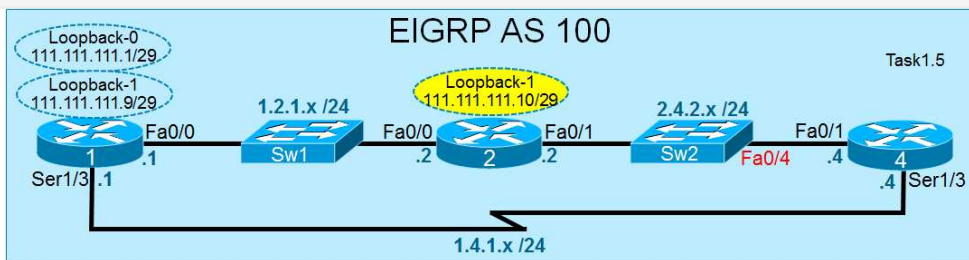 EIGRP AS 100
Loopback-0
111.111.111.1/29
Loopback-1
111.111.111.9/29
Loopback-1
111.111.111.10/29
Task1.5
1.2.1.x /24
2.4.2.x /24
Fa0/0
Fa0/0
Fa0/1
Fa0/1
1
.1
Sw1
.2
2
.2
Sw2
Fa0/4
.4
4
Ser1/3
.1
.4
Ser1/3
1.4.1.x /24